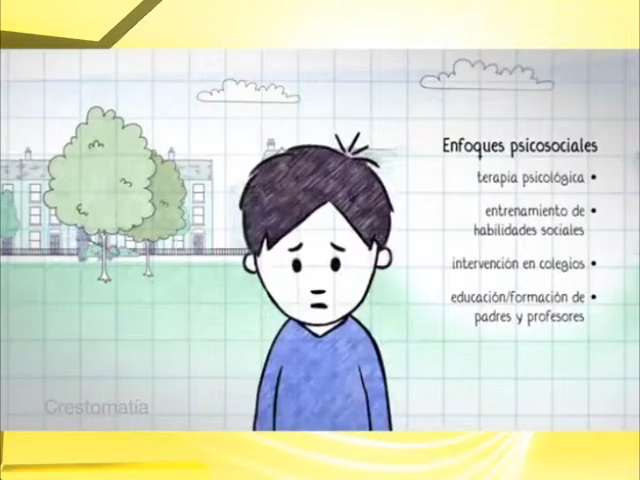 Enfoques psicosociales
terapia psicológica •
entrenamiento de •
habilidades sociales
intervención en colegios •
educación/formación de •
padres y profesores
Crestomatía